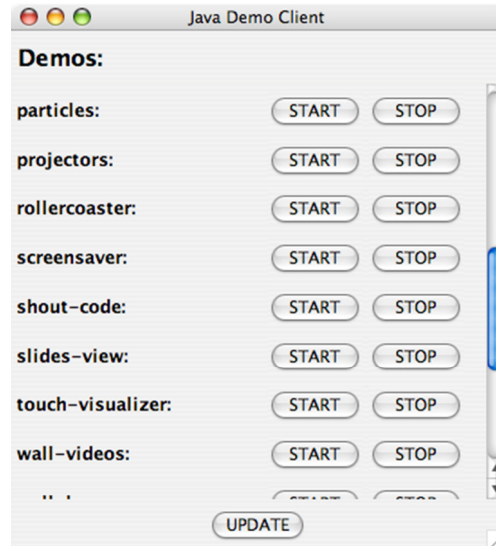 Java Demo Client
Demos:
particles: START STOP
projectors: START STOP
rollercoaster: START STOP
screensaver: START STOP
shout-code: START STOP
slides-view: START STOP
touch-visualizer: START STOP
wall-videos: START STOP
UPDATE